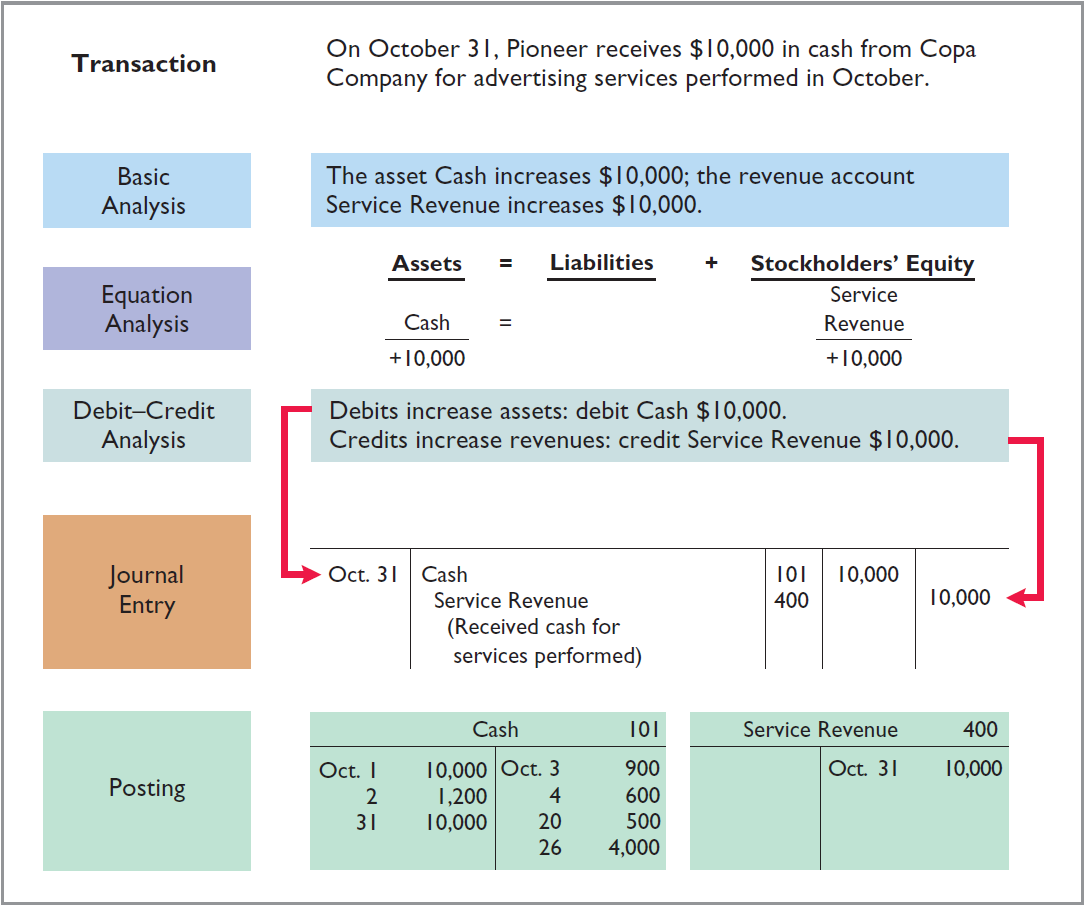 Transaction
On October 31, Pioneer receives $10,000 in cash from Copa
Company for advertising services performed in October.
Basic
Analysis
The asset Cash increases $10,000; the revenue account
Service Revenue increases $10,000.
Equation
Analysis
Assets = Liabilities + Stockholders' Equity
Service
Cash = Revenue
+10,000 +10,000
Debit–Credit
Analysis
Debits increase assets: debit Cash $10,000.
Credits increase revenues: credit Service Revenue $10,000.
Journal
Entry
Oct. 31 Cash 101 10,000
Service Revenue 400 10,000
(Received cash for
services performed)
Posting
Cash 101
Oct. 1 10,000 Oct. 3 900
2 1,200 4 600
31 10,000 20 500
26 4,000
Service Revenue 400
Oct. 31 10,000